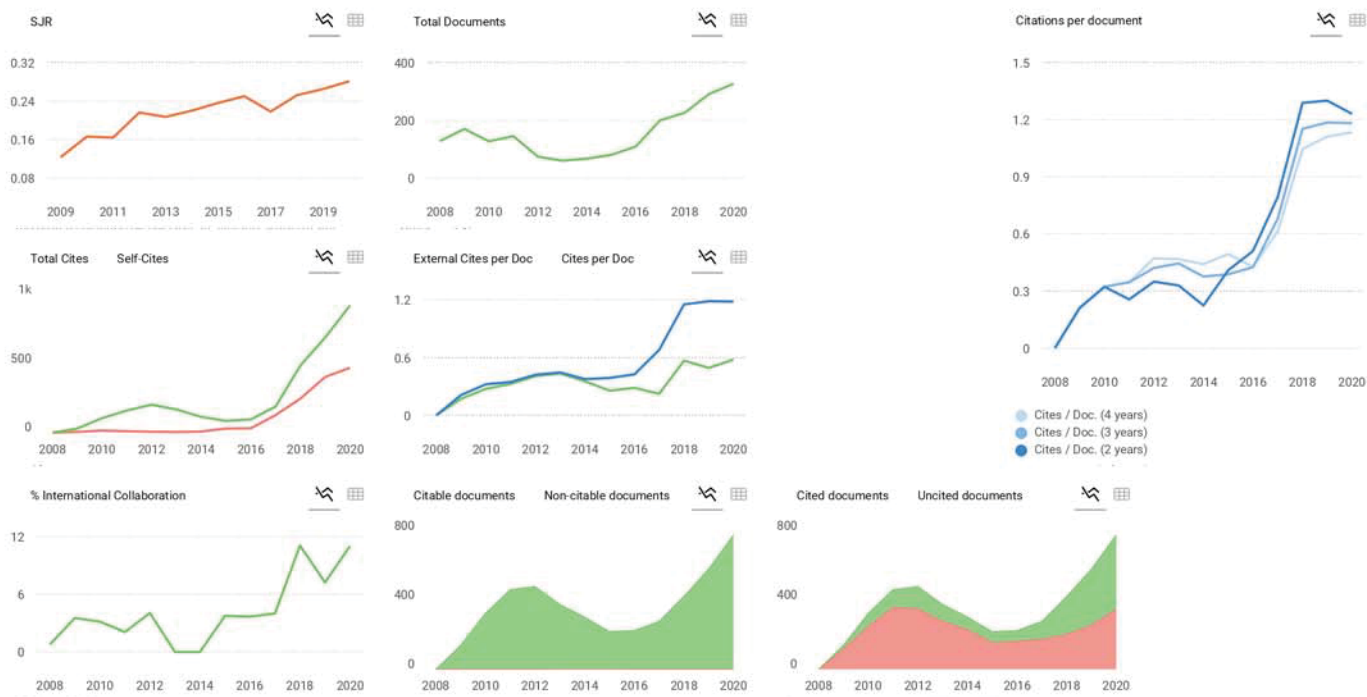 SJR
0.32
0.24
0.16
0.08
2009 2011 2013 2015 2017 2019
Total Documents
400
200
0
2008 2010 2012 2014 2016 2018 2020
Citations per document
1.5
1.2
0.9
0.6
0.3
0
2008 2010 2012 2014 2016 2018 2020
Cites / Doc. (4 years)
Cites / Doc. (3 years)
Cites / Doc. (2 years)
Total Cites Self-Cites
1k
500
0
2008 2010 2012 2014 2016 2018 2020
External Cites per Doc Cites per Doc
1.2
0.6
0
2008 2010 2012 2014 2016 2018 2020
% International Collaboration
12
6
0
2008 2010 2012 2014 2016 2018 2020
Citable documents Non-citable documents
800
400
0
2008 2010 2012 2014 2016 2018 2020
Cited documents Uncited documents
800
400
0
2008 2010 2012 2014 2016 2018 2020